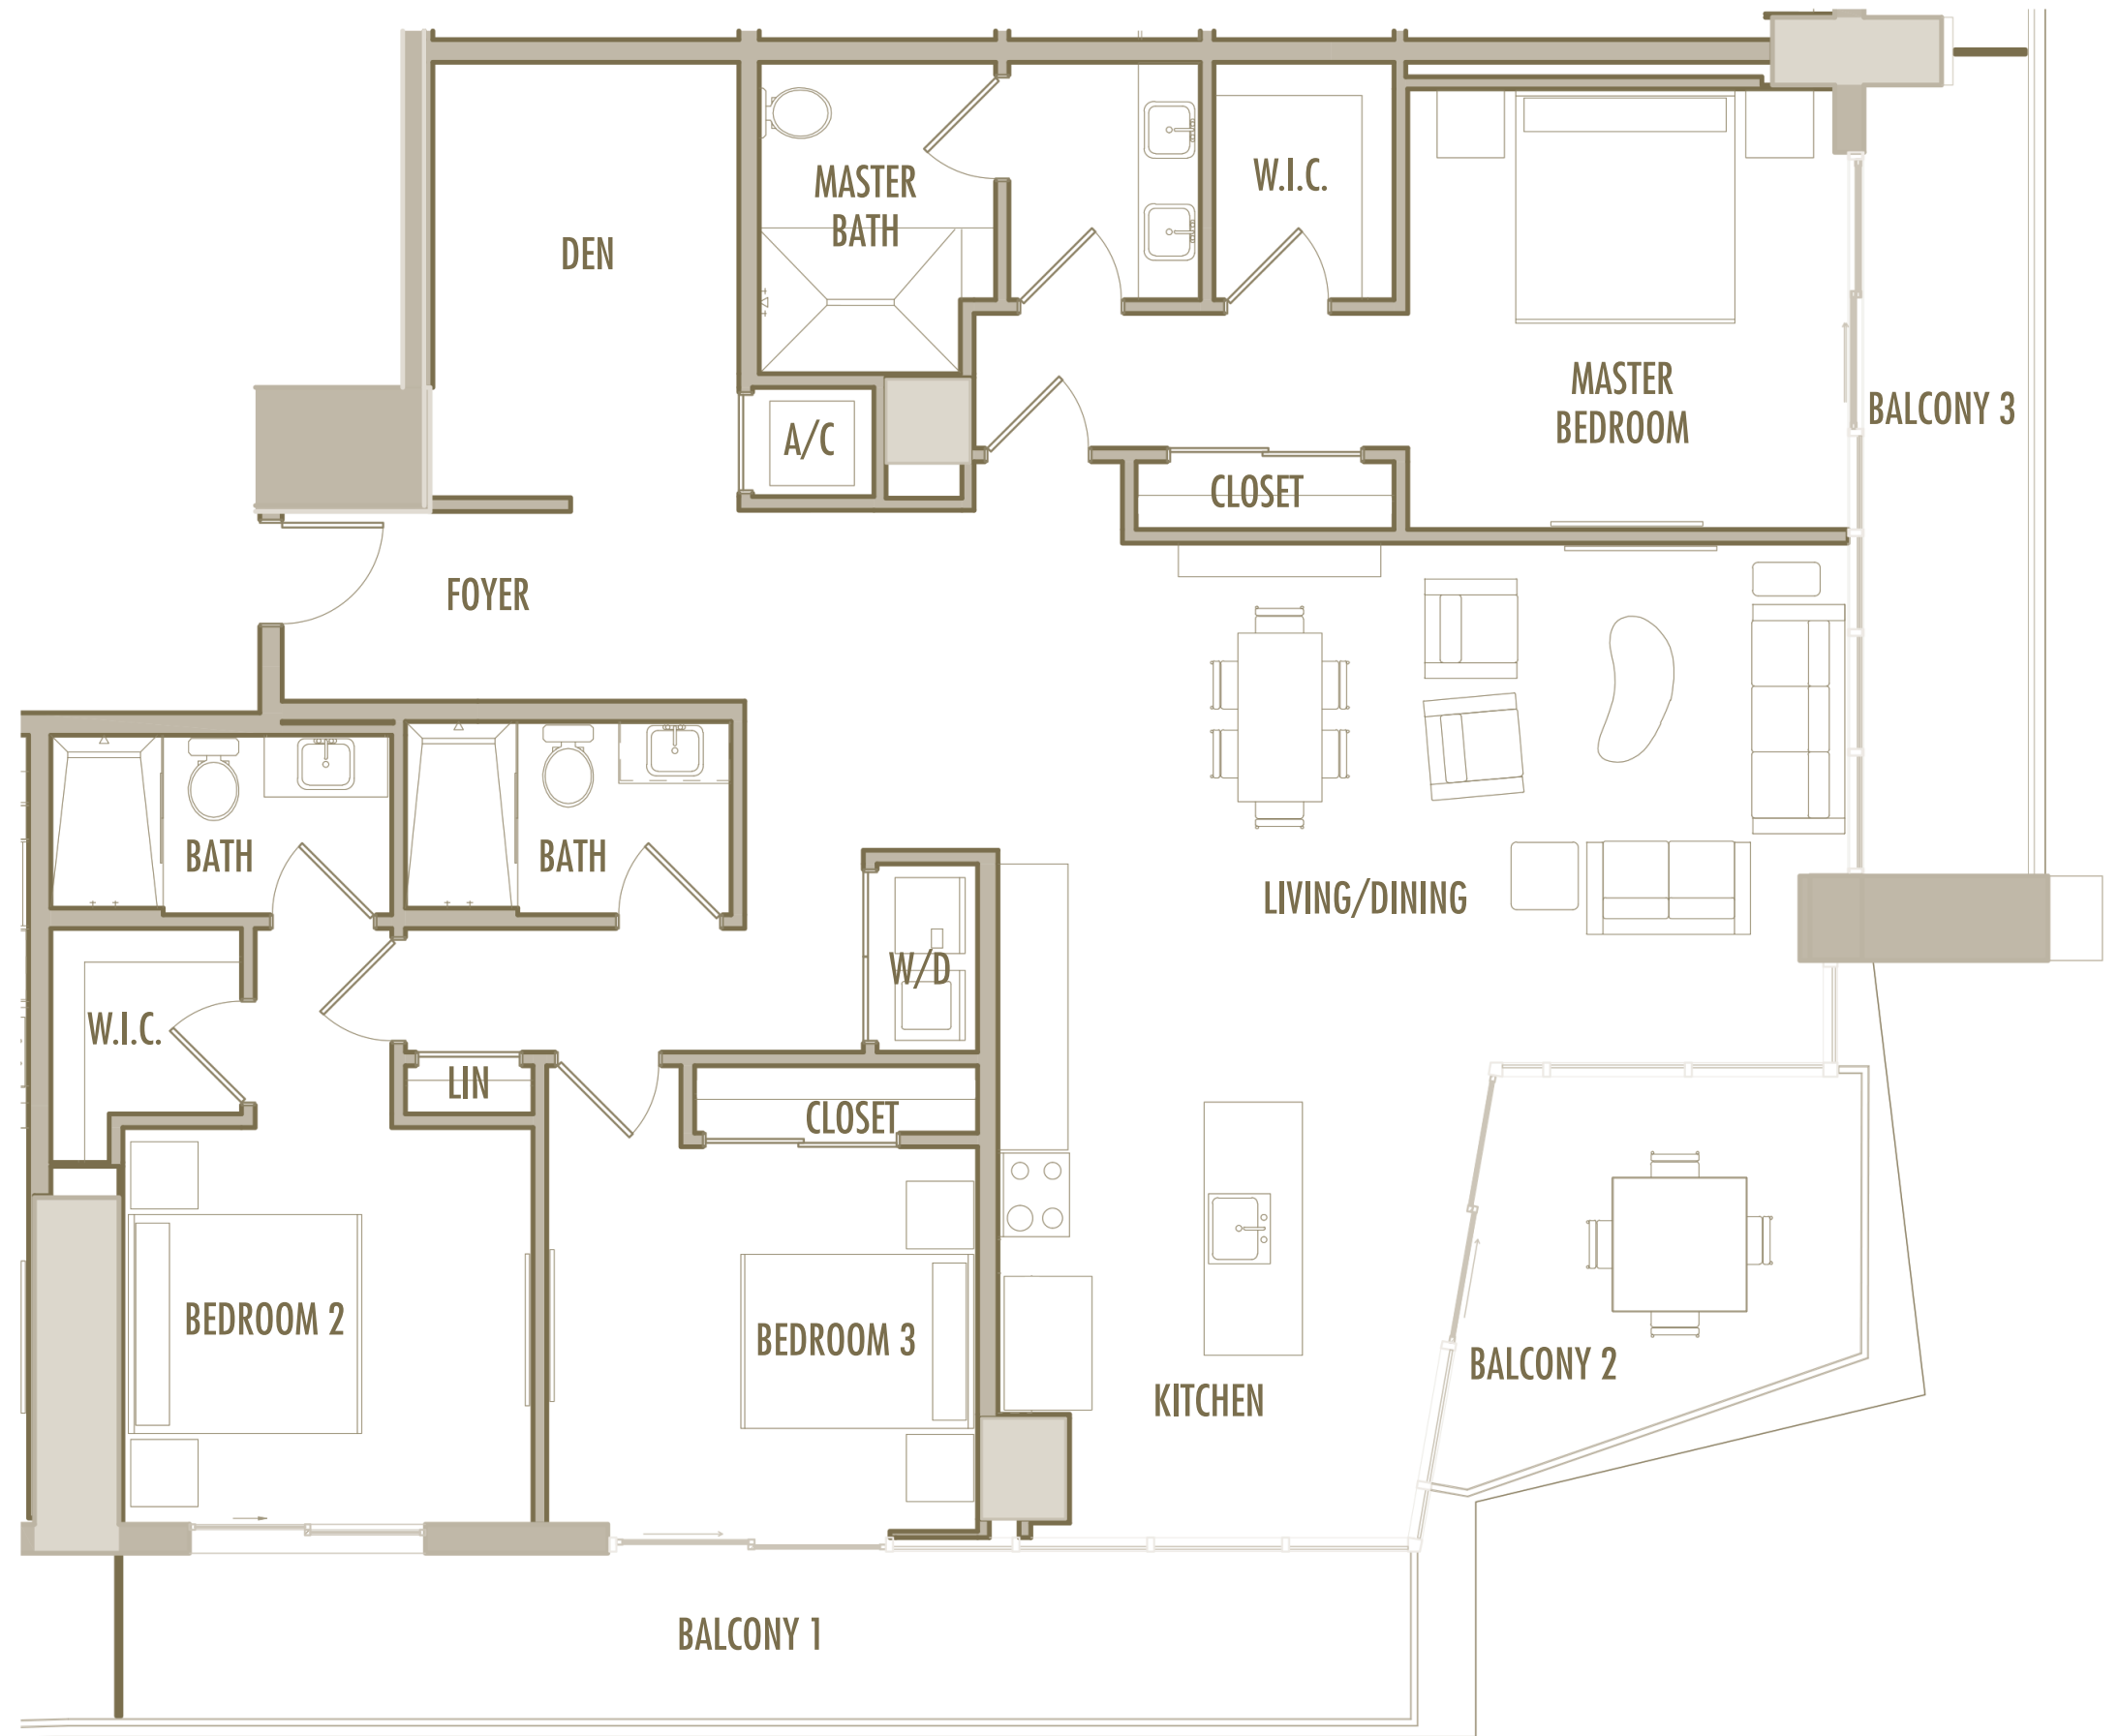 MASTER
BATH
W.I.C.
DEN
MASTER
BEDROOM
BALCONY 3
A/C
CLOSET
FOYER
BATH
BATH
LIVING/DINING
W/D
W.I.C.
LIN
CLOSET
BEDROOM 2
BEDROOM 3
BALCONY 2
KITCHEN
BALCONY 1